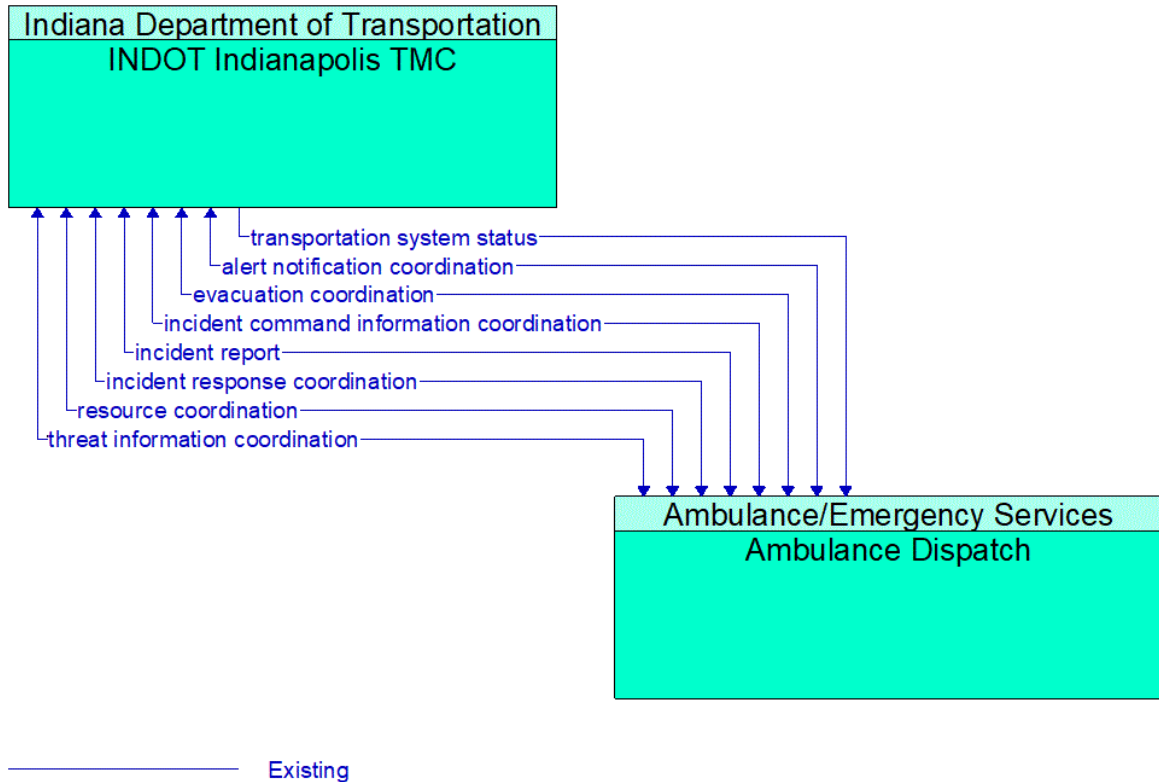 Indiana Department of Transportation
INDOT Indianapolis TMC
transportation system status
alert notification coordination
evacuation coordination
incident command information coordination
incident report
incident response coordination
resource coordination
threat information coordination
Ambulance/Emergency Services
Ambulance Dispatch
Existing